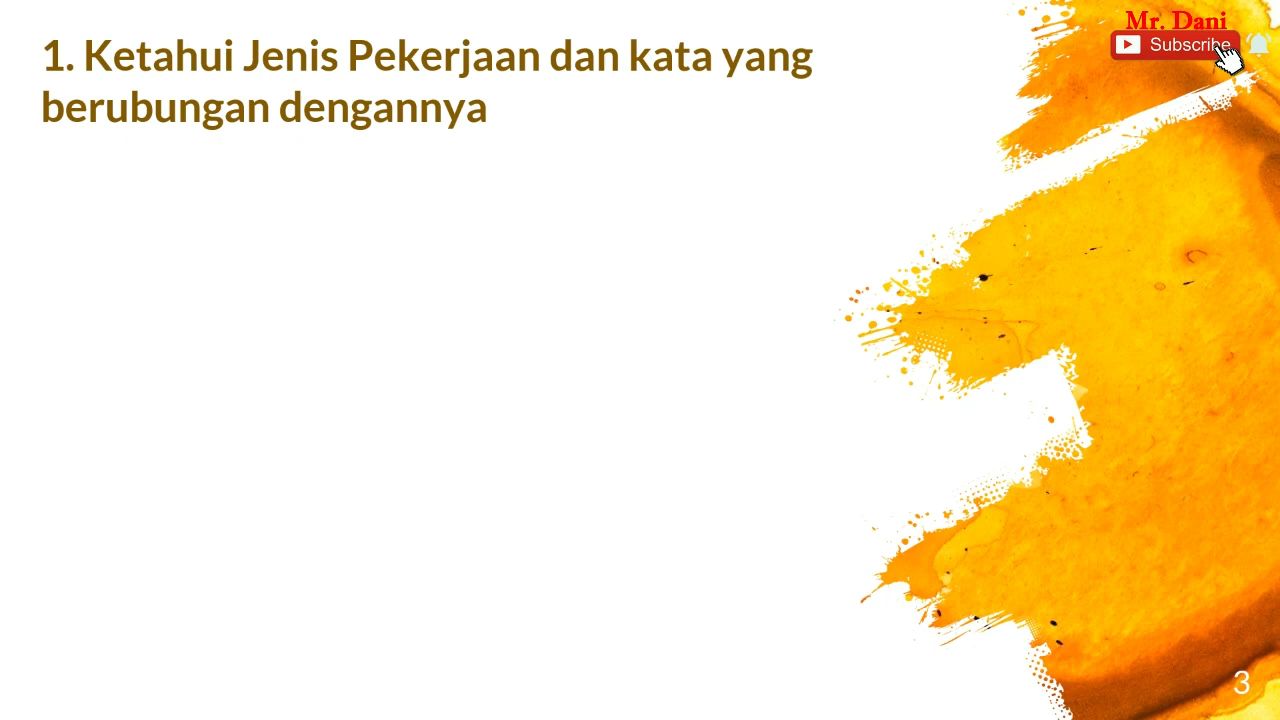 Mr. Dani
Subscribe
1. Ketahui Jenis Pekerjaan dan kata yang
berubungan dengannya
3